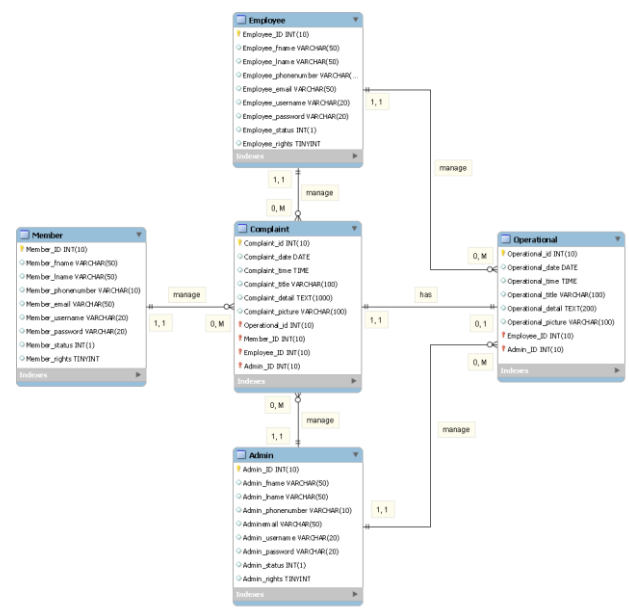 Employee
Employee_ID INT(10)
Employee_fname VARCHAR(50)
Employee_lname VARCHAR(50)
Employee_phonenumber VARCHAR(...
Employee_email VARCHAR(50)
Employee_username VARCHAR(20)
Employee_password VARCHAR(20)
Employee_status INT(1)
Employee_rights TINYINT
Indexes
1, 1
manage
1, 1
manage
0, M
Member
Member_ID INT(10)
Member_fname VARCHAR(50)
Member_lname VARCHAR(50)
Member_phonenumber VARCHAR(10)
Member_email VARCHAR(50)
Member_username VARCHAR(20)
Member_password VARCHAR(20)
Member_status INT(1)
Member_rights TINYINT
Indexes
manage
1, 1
0, M
Complaint
Complaint_id INT(10)
Complaint_date DATE
Complaint_time TIME
Complaint_title VARCHAR(100)
Complaint_detail TEXT(1000)
Complaint_picture VARCHAR(100)
Operational_id INT(10)
Member_ID INT(10)
Employee_ID INT(10)
Admin_ID INT(10)
Indexes
has
1, 1
0, 1
0, M
0, M
Operational
Operational_id INT(10)
Operational_date DATE
Operational_time TIME
Operational_title VARCHAR(100)
Operational_detail TEXT(200)
Operational_picture VARCHAR(100)
Employee_ID INT(10)
Admin_ID INT(10)
Indexes
0, M
manage
1, 1
manage
Admin
Admin_ID INT(10)
Admin_fname VARCHAR(50)
Admin_lname VARCHAR(50)
Admin_phonenumber VARCHAR(10)
Adminemail VARCHAR(50)
Admin_username VARCHAR(20)
Admin_password VARCHAR(20)
Admin_status INT(1)
Admin_rights TINYINT
Indexes
1, 1